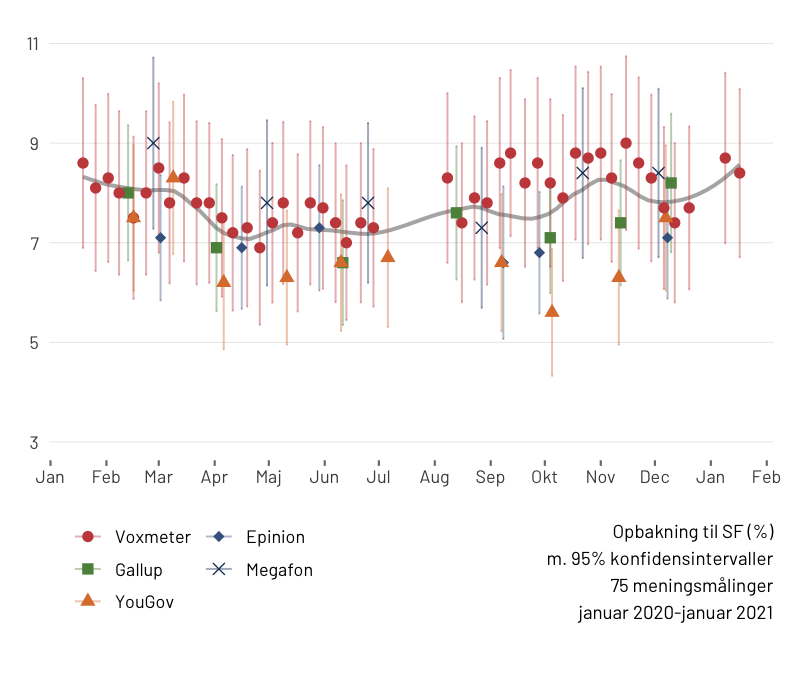 11
9
7
5
3
Jan Feb Mar Apr Maj Jun Jul Aug Sep Okt Nov Dec Jan Feb
Voxmeter Epinion
Gallup Megafon
YouGov
Opbakning til SF (%)
m. 95% konfidensintervaller
75 meningsmålinger
januar 2020-januar 2021